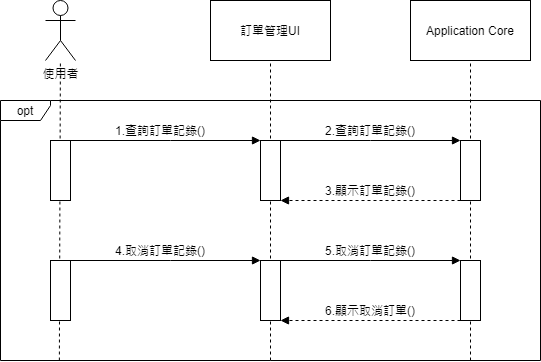 使用者
訂單管理UI
Application Core
opt
1.查詢訂單記錄()
2.查詢訂單記錄()
3.顯示訂單記錄()
4.取消訂單記錄()
5.取消訂單記錄()
6.顯示取消訂單()